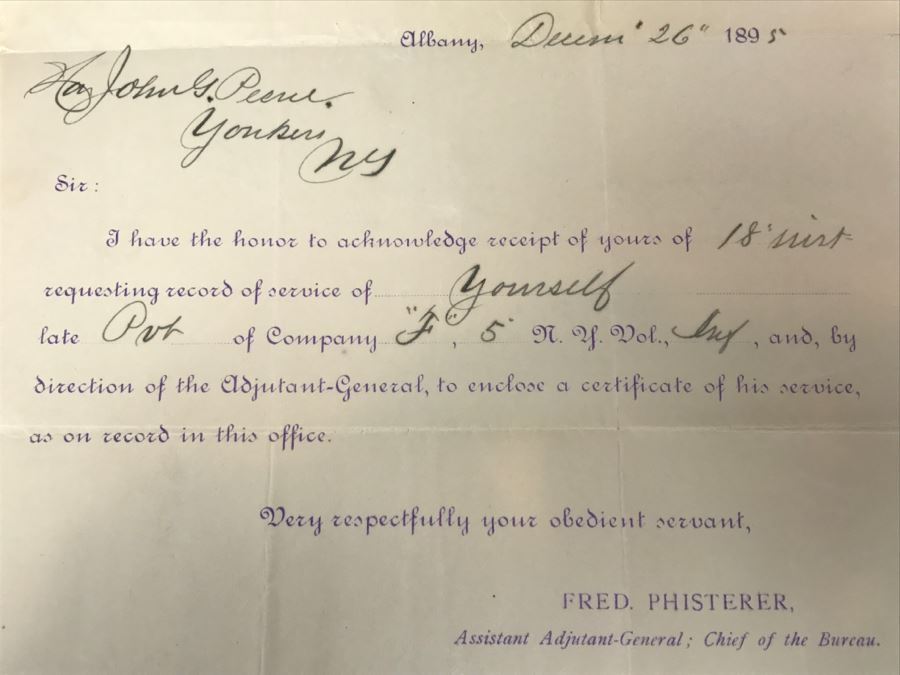 Albany, Decem' 26" 1895
Hon John G. Peene.
Yonkers
NY
Sir:
I have the honor to acknowledge receipt of yours of 18' inst
requesting record of service of Yourself
late Pvt of Company "F", 5' N. Y. Vol., Inf, and, by
direction of the Adjutant-General, to enclose a certificate of his service,
as on record in this office.
Very respectfully your obedient servant,
FRED. PHISTERER,
Assistant Adjutant-General; Chief of the Bureau.